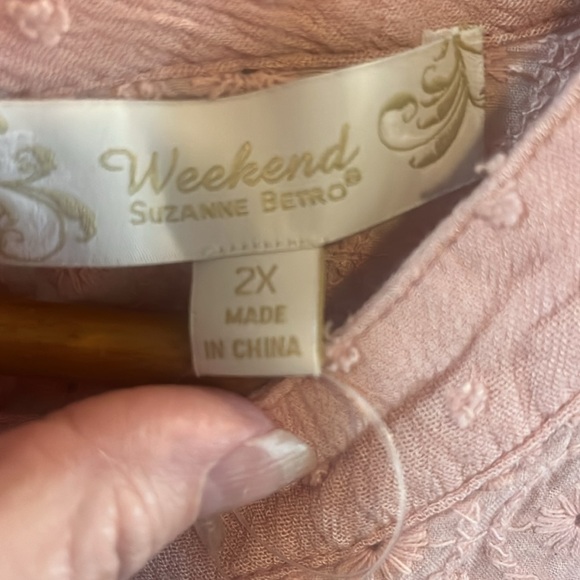 Weekend
SUZANNE BETRO®
2X
MADE
IN CHINA